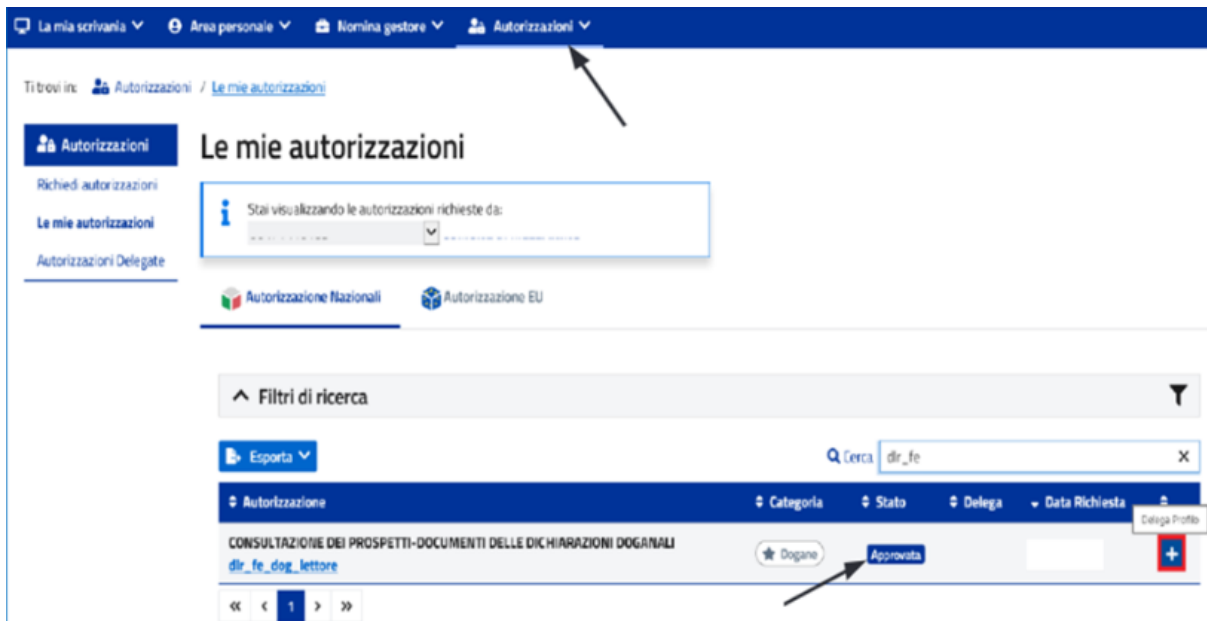 La mia scrivania Area personale Nomina gestore Autorizzazioni
Ti trovi in: Autorizzazioni / Le mie autorizzazioni
Autorizzazioni
Richiedi autorizzazioni
Le mie autorizzazioni
Autorizzazioni Delegate
Le mie autorizzazioni
Stai visualizzando le autorizzazioni richieste da:
Autorizzazione Nazionali Autorizzazione EU
Filtri di ricerca
Esporta Cerca dlr_fe X
Autorizzazione Categoria Stato Delega Data Richiesta
Delega Profilo
CONSULTAZIONE DEI PROSPETTI-DOCUMENTI DELLE DICHIARAZIONI DOGANALI
dlr_fe_dog_lettore Dogane Approvata +
« < 1 > »